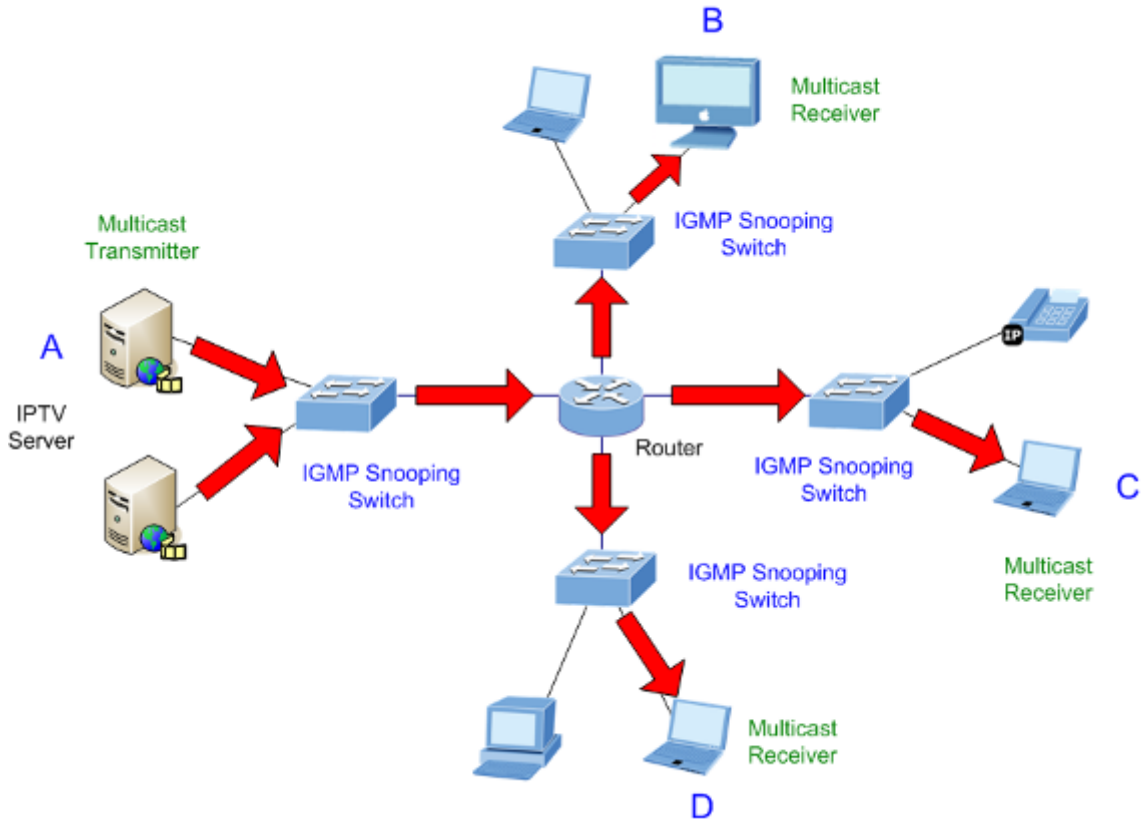 B
Multicast
Receiver
IGMP Snooping
Switch
Multicast
Transmitter
A
IPTV
Server
IP
Router
IGMP Snooping
Switch
IGMP Snooping
Switch
C
Multicast
Receiver
IGMP Snooping
Switch
Multicast
Receiver
D